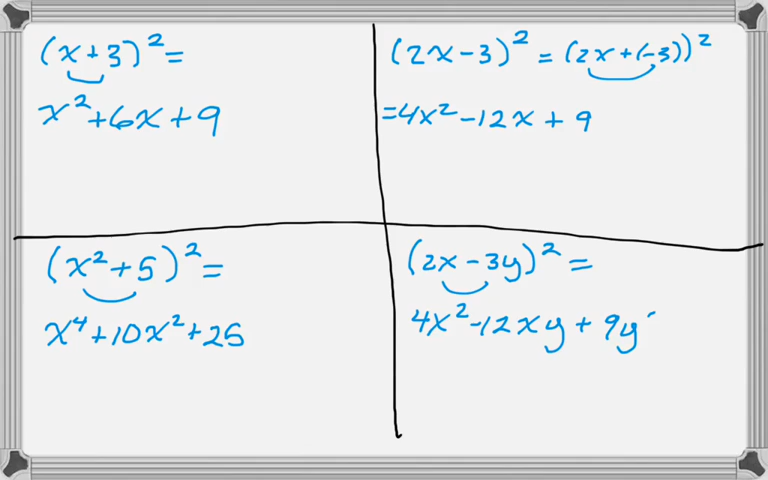 (x+3)² =
x²+6x+9
(2x-3)² = (2x+(-3))²
=4x²-12x+9
(x²+5)² =
x⁴+10x²+25
(2x-3y)² =
4x²-12xy+9y